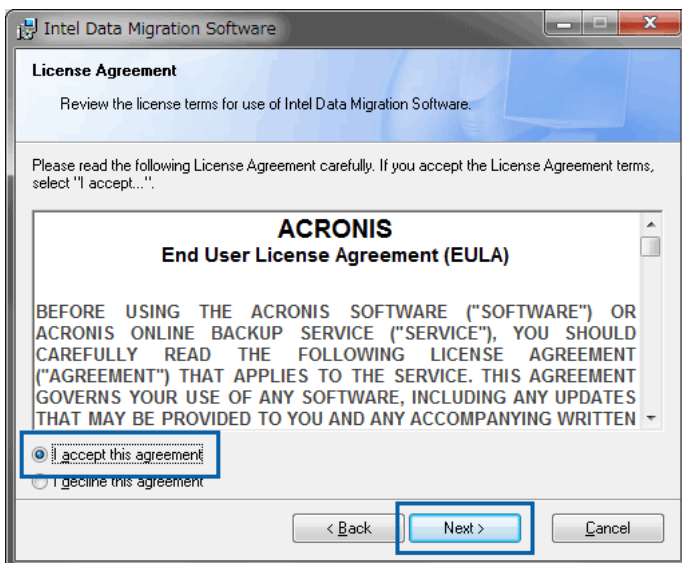 Intel Data Migration Software
License Agreement
Review the license terms for use of Intel Data Migration Software.
Please read the following License Agreement carefully. If you accept the License Agreement terms,
select "I accept...".
ACRONIS
End User License Agreement (EULA)
BEFORE USING THE ACRONIS SOFTWARE ("SOFTWARE") OR
ACRONIS ONLINE BACKUP SERVICE ("SERVICE"), YOU SHOULD
CAREFULLY READ THE FOLLOWING LICENSE AGREEMENT
("AGREEMENT") THAT APPLIES TO THE SERVICE. THIS AGREEMENT
GOVERNS YOUR USE OF ANY SOFTWARE, INCLUDING ANY UPDATES
THAT MAY BE PROVIDED TO YOU AND ANY ACCOMPANYING WRITTEN
I accept this agreement
I decline this agreement
< Back Next > Cancel